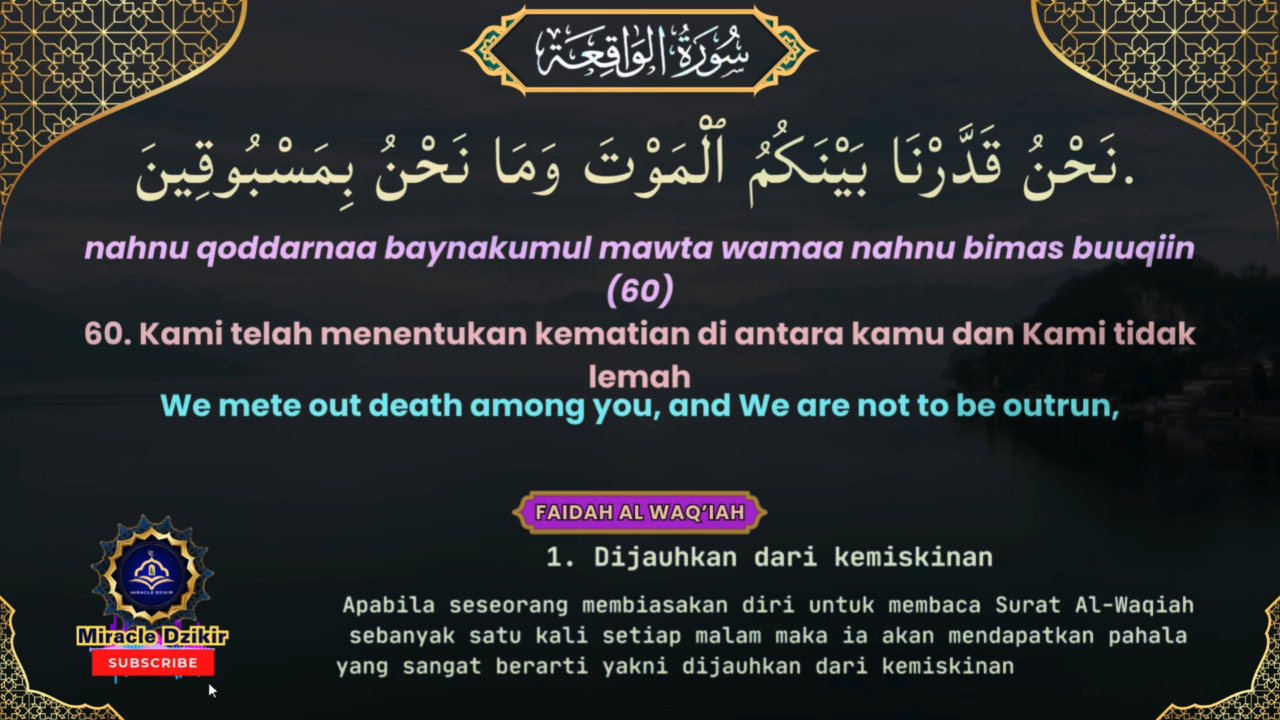 سُورَةُ الوَاقِعَة
نَحْنُ قَدَّرْنَا بَيْنَكُمُ ٱلْمَوْتَ وَمَا نَحْنُ بِمَسْبُوقِينَ.
nahnu qoddarnaa baynakumul mawta wamaa nahnu bimas buuqiin
(60)
60. Kami telah menentukan kematian di antara kamu dan Kami tidak
lemah
We mete out death among you, and We are not to be outrun,
FAIDAH AL WAQ'IAH
1. Dijauhkan dari kemiskinan
Apabila seseorang membiasakan diri untuk membaca Surat Al-Waqiah
sebanyak satu kali setiap malam maka ia akan mendapatkan pahala
yang sangat berarti yakni dijauhkan dari kemiskinan
MIRACLE DZIKIR
Miracle Dzikir
SUBSCRIBE